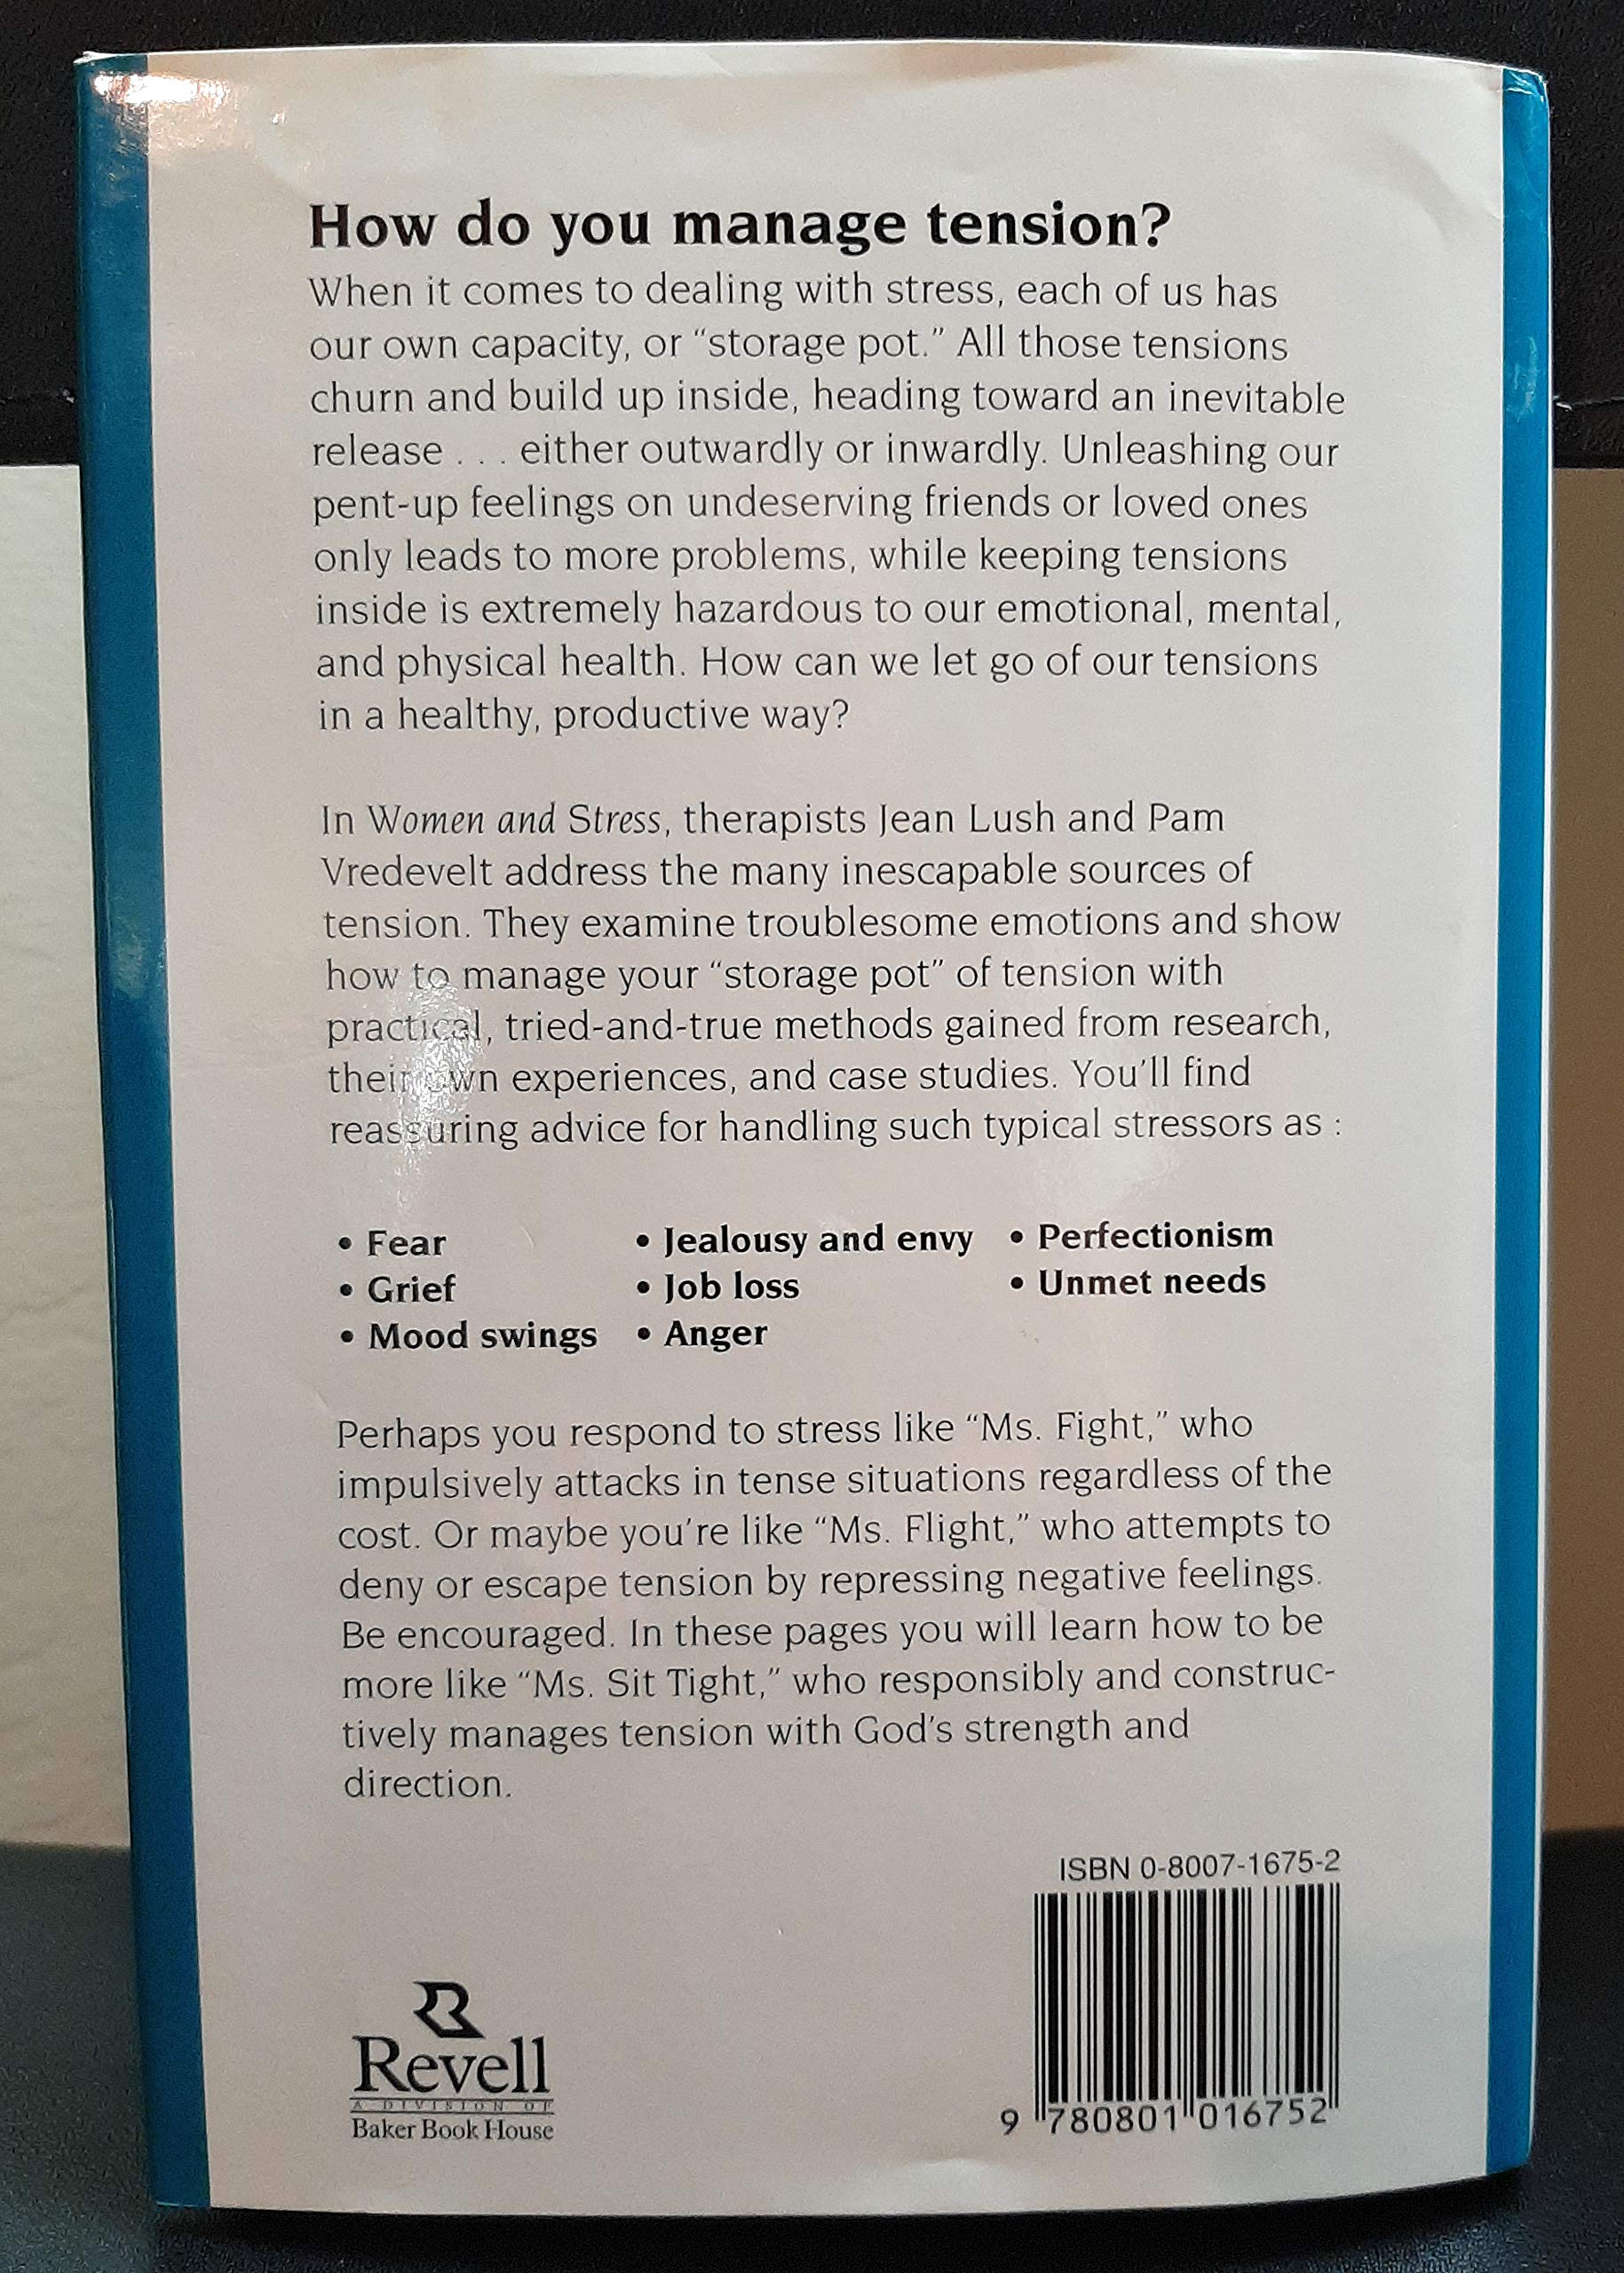 How do you manage tension?
When it comes to dealing with stress, each of us has
our own capacity, or “storage pot.” All those tensions
churn and build up inside, heading toward an inevitable
release . . . either outwardly or inwardly. Unleashing our
pent-up feelings on undeserving friends or loved ones
only leads to more problems, while keeping tensions
inside is extremely hazardous to our emotional, mental,
and physical health. How can we let go of our tensions
in a healthy, productive way?
In Women and Stress, therapists Jean Lush and Pam
Vredevelt address the many inescapable sources of
tension. They examine troublesome emotions and show
how to manage your “storage pot” of tension with
practical, tried-and-true methods gained from research,
their own experiences, and case studies. You’ll find
reassuring advice for handling such typical stressors as :
• Fear • Jealousy and envy • Perfectionism
• Grief • Job loss • Unmet needs
• Mood swings • Anger
Perhaps you respond to stress like “Ms. Fight,” who
impulsively attacks in tense situations regardless of the
cost. Or maybe you’re like “Ms. Flight,” who attempts to
deny or escape tension by repressing negative feelings.
Be encouraged. In these pages you will learn how to be
more like “Ms. Sit Tight,” who responsibly and construc-
tively manages tension with God’s strength and
direction.
ISBN 0-8007-1675-2
9 780801 016752
Revell
A DIVISION OF
Baker Book House